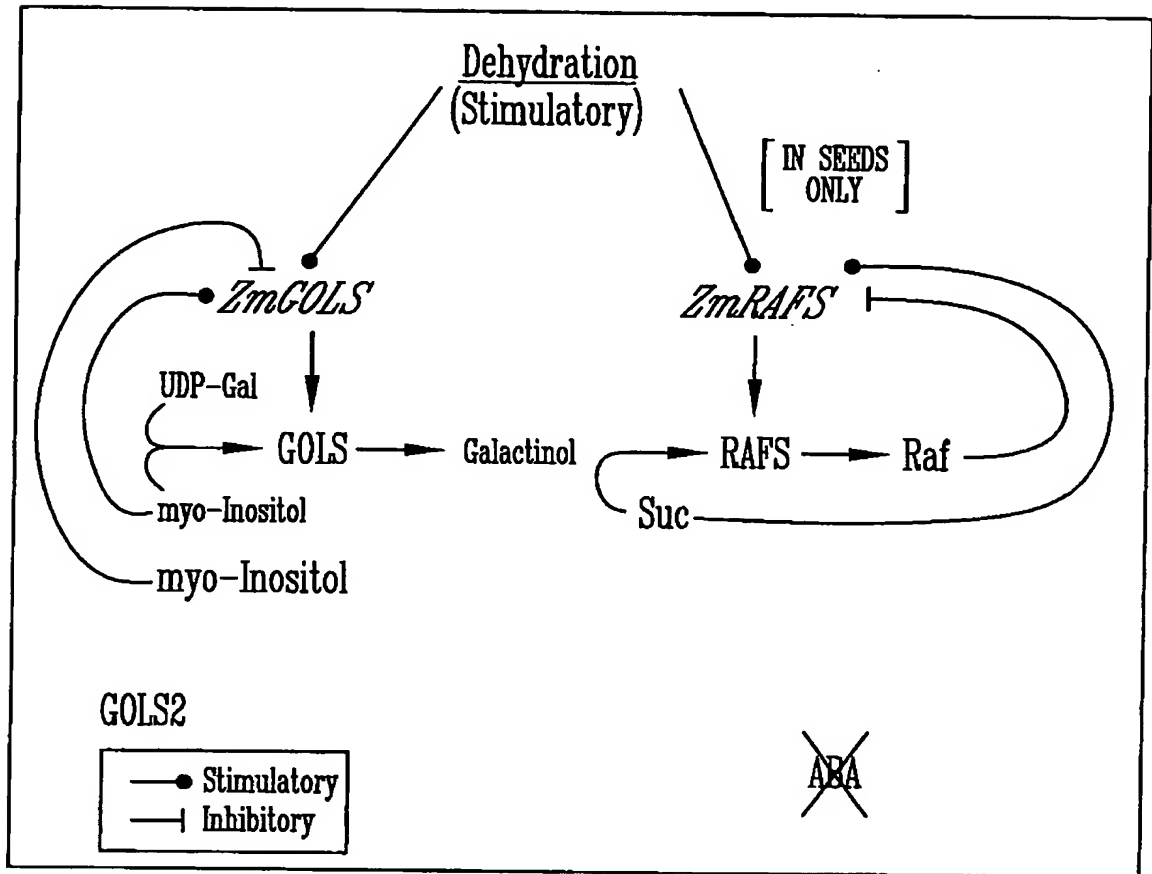 Dehydration
(Stimulatory)
[ IN SEEDS
ONLY ]
ZmGOLS
ZmRAFS
UDP-Gal
GOLS
Galactinol
RAFS
Raf
myo-Inositol
Suc
myo-Inositol
GOLS2
ABA
Stimulatory
Inhibitory